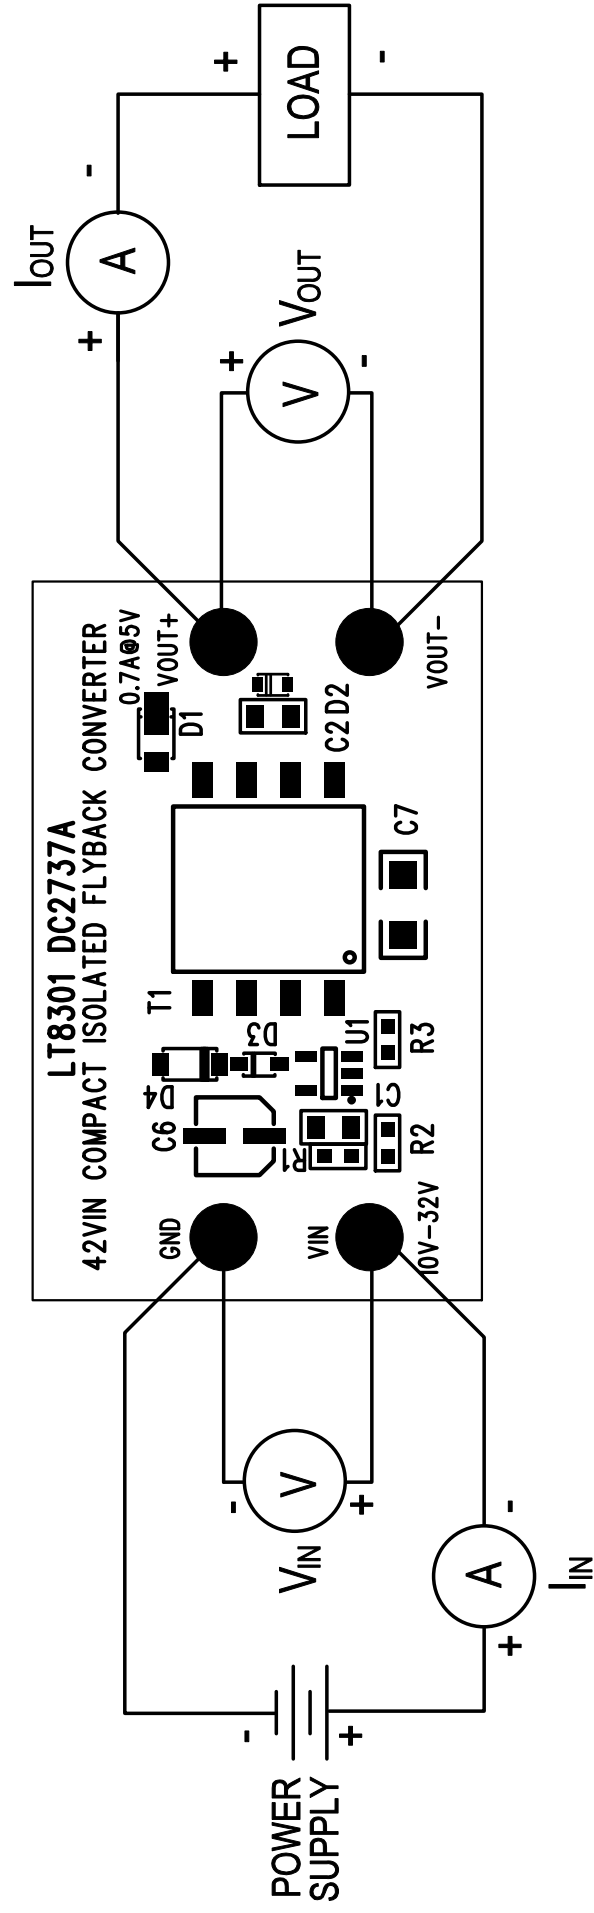 LT8301 DC2737A
42VIN COMPACT ISOLATED FLYBACK CONVERTER
0.7A@5V
VOUT+
VOUT-
GND
VIN
10V-32V
C6
D4
D3
T1
D1
C2 D2
R1
C1
U1
R2
R3
C7
POWER
SUPPLY
-
+
VIN
V
-
+
IIN
A
+
-
IOUT
A
+
-
VOUT
V
+
-
LOAD
+
-